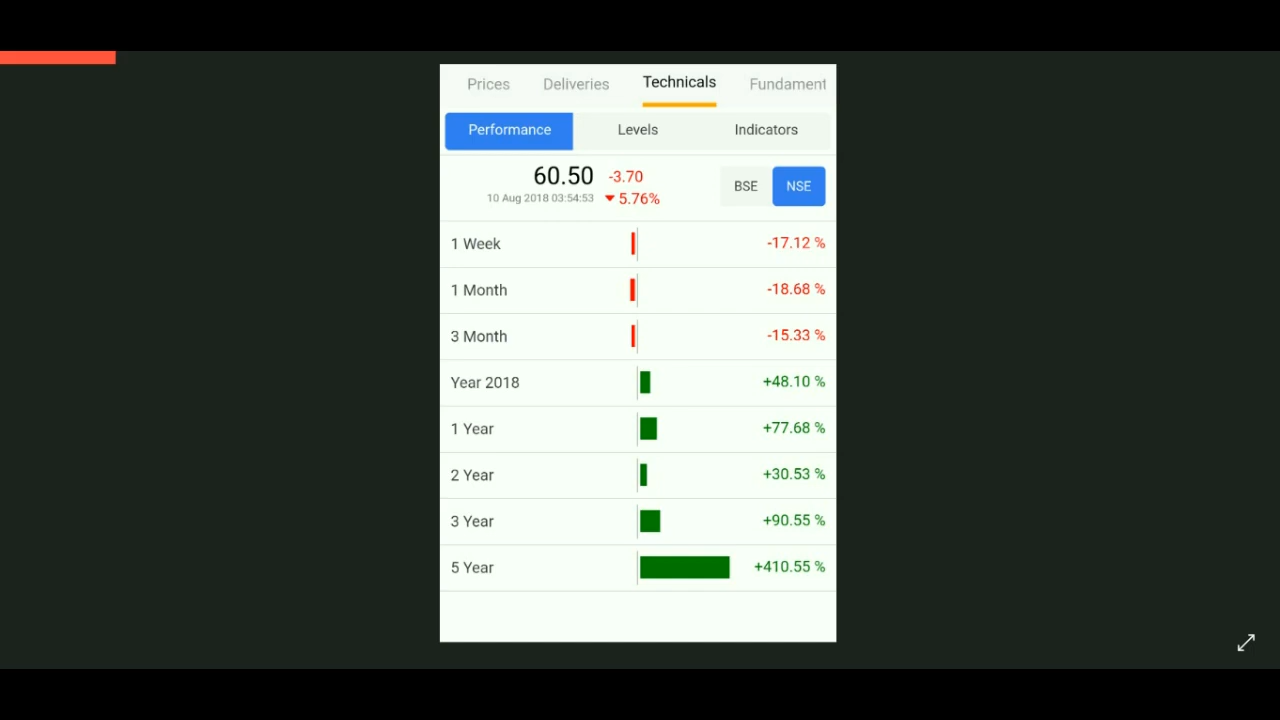 Prices Deliveries Technicals Fundament
Performance Levels Indicators
60.50 -3.70
10 Aug 2018 03:54:53 ▼ 5.76%
BSE NSE
1 Week -17.12 %
1 Month -18.68 %
3 Month -15.33 %
Year 2018 +48.10 %
1 Year +77.68 %
2 Year +30.53 %
3 Year +90.55 %
5 Year +410.55 %